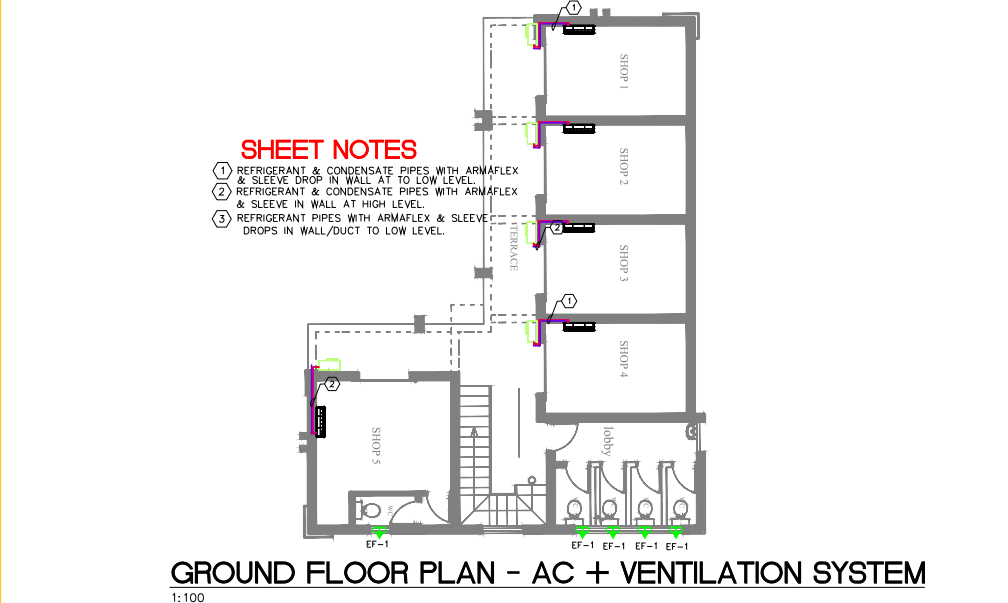 1
SHOP 1
SHOP 2
SHEET NOTES
1 REFRIGERANT & CONDENSATE PIPES WITH ARMAFLEX
& SLEEVE DROP IN WALL AT TO LOW LEVEL.
2 REFRIGERANT & CONDENSATE PIPES WITH ARMAFLEX
& SLEEVE IN WALL AT HIGH LEVEL.
3 REFRIGERANT PIPES WITH ARMAFLEX & SLEEVE
DROPS IN WALL/DUCT TO LOW LEVEL.
TERRACE
2
SHOP 3
1
SHOP 4
2
SHOP 5
lobby
EF-1
EF-1
EF-1
EF-1
EF-1
GROUND FLOOR PLAN - AC + VENTILATION SYSTEM
1:100